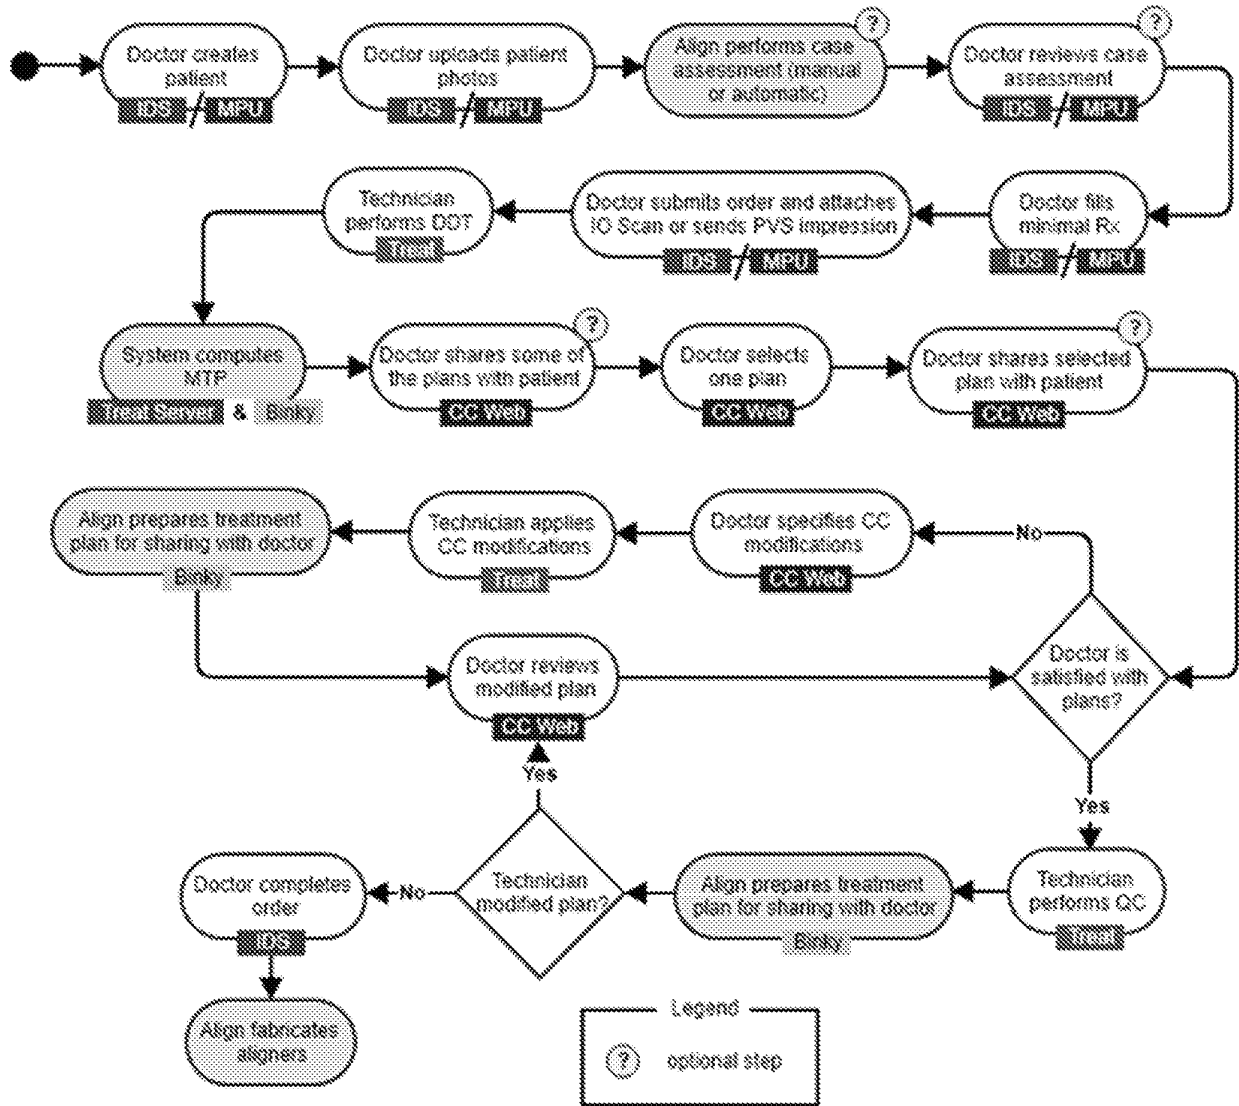 Doctor creates
patient
IDS / MPU
Doctor uploads patient
photos
IDS / MPU
?
Align performs case
assessment (manual
or automatic)
?
Doctor reviews case
assessment
IDS / MPU
Technician
performs DDT
Treat
Doctor submits order and attaches
IO Scan or sends PVS Impression
IDS / MPU
Doctor fills
minimal Rx
IDS / MPU
System computes
MTP
Treat Server & Binky
?
Doctor shares some of
the plans with patient
CC Web
Doctor selects
one plan
CC Web
?
Doctor shares selected
plan with patient
CC Web
Align prepares treatment
plan for sharing with doctor
Binky
Technician applies
CC modifications
Treat
Doctor specifies CC
modifications
CC Web
No
Doctor reviews
modified plan
CC Web
Doctor is
satisfied with
plans?
Yes
Yes
Doctor completes
order
IDS
No
Technician
modified plan?
Align prepares treatment
plan for sharing with doctor
Binky
Technician
performs QC
Treat
Align fabricates
aligners
Legend
? optional step